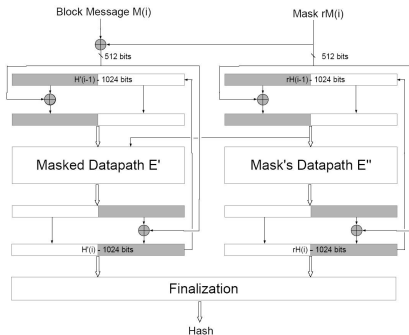 Block Message M(i)
Mask rM(i)
512 bits
512 bits
H'(i-1) - 1024 bits
rH(i-1) - 1024 bits
Masked Datapath E'
Mask's Datapath E"
H'(i) - 1024 bits
rH(i) - 1024 bits
Finalization
Hash